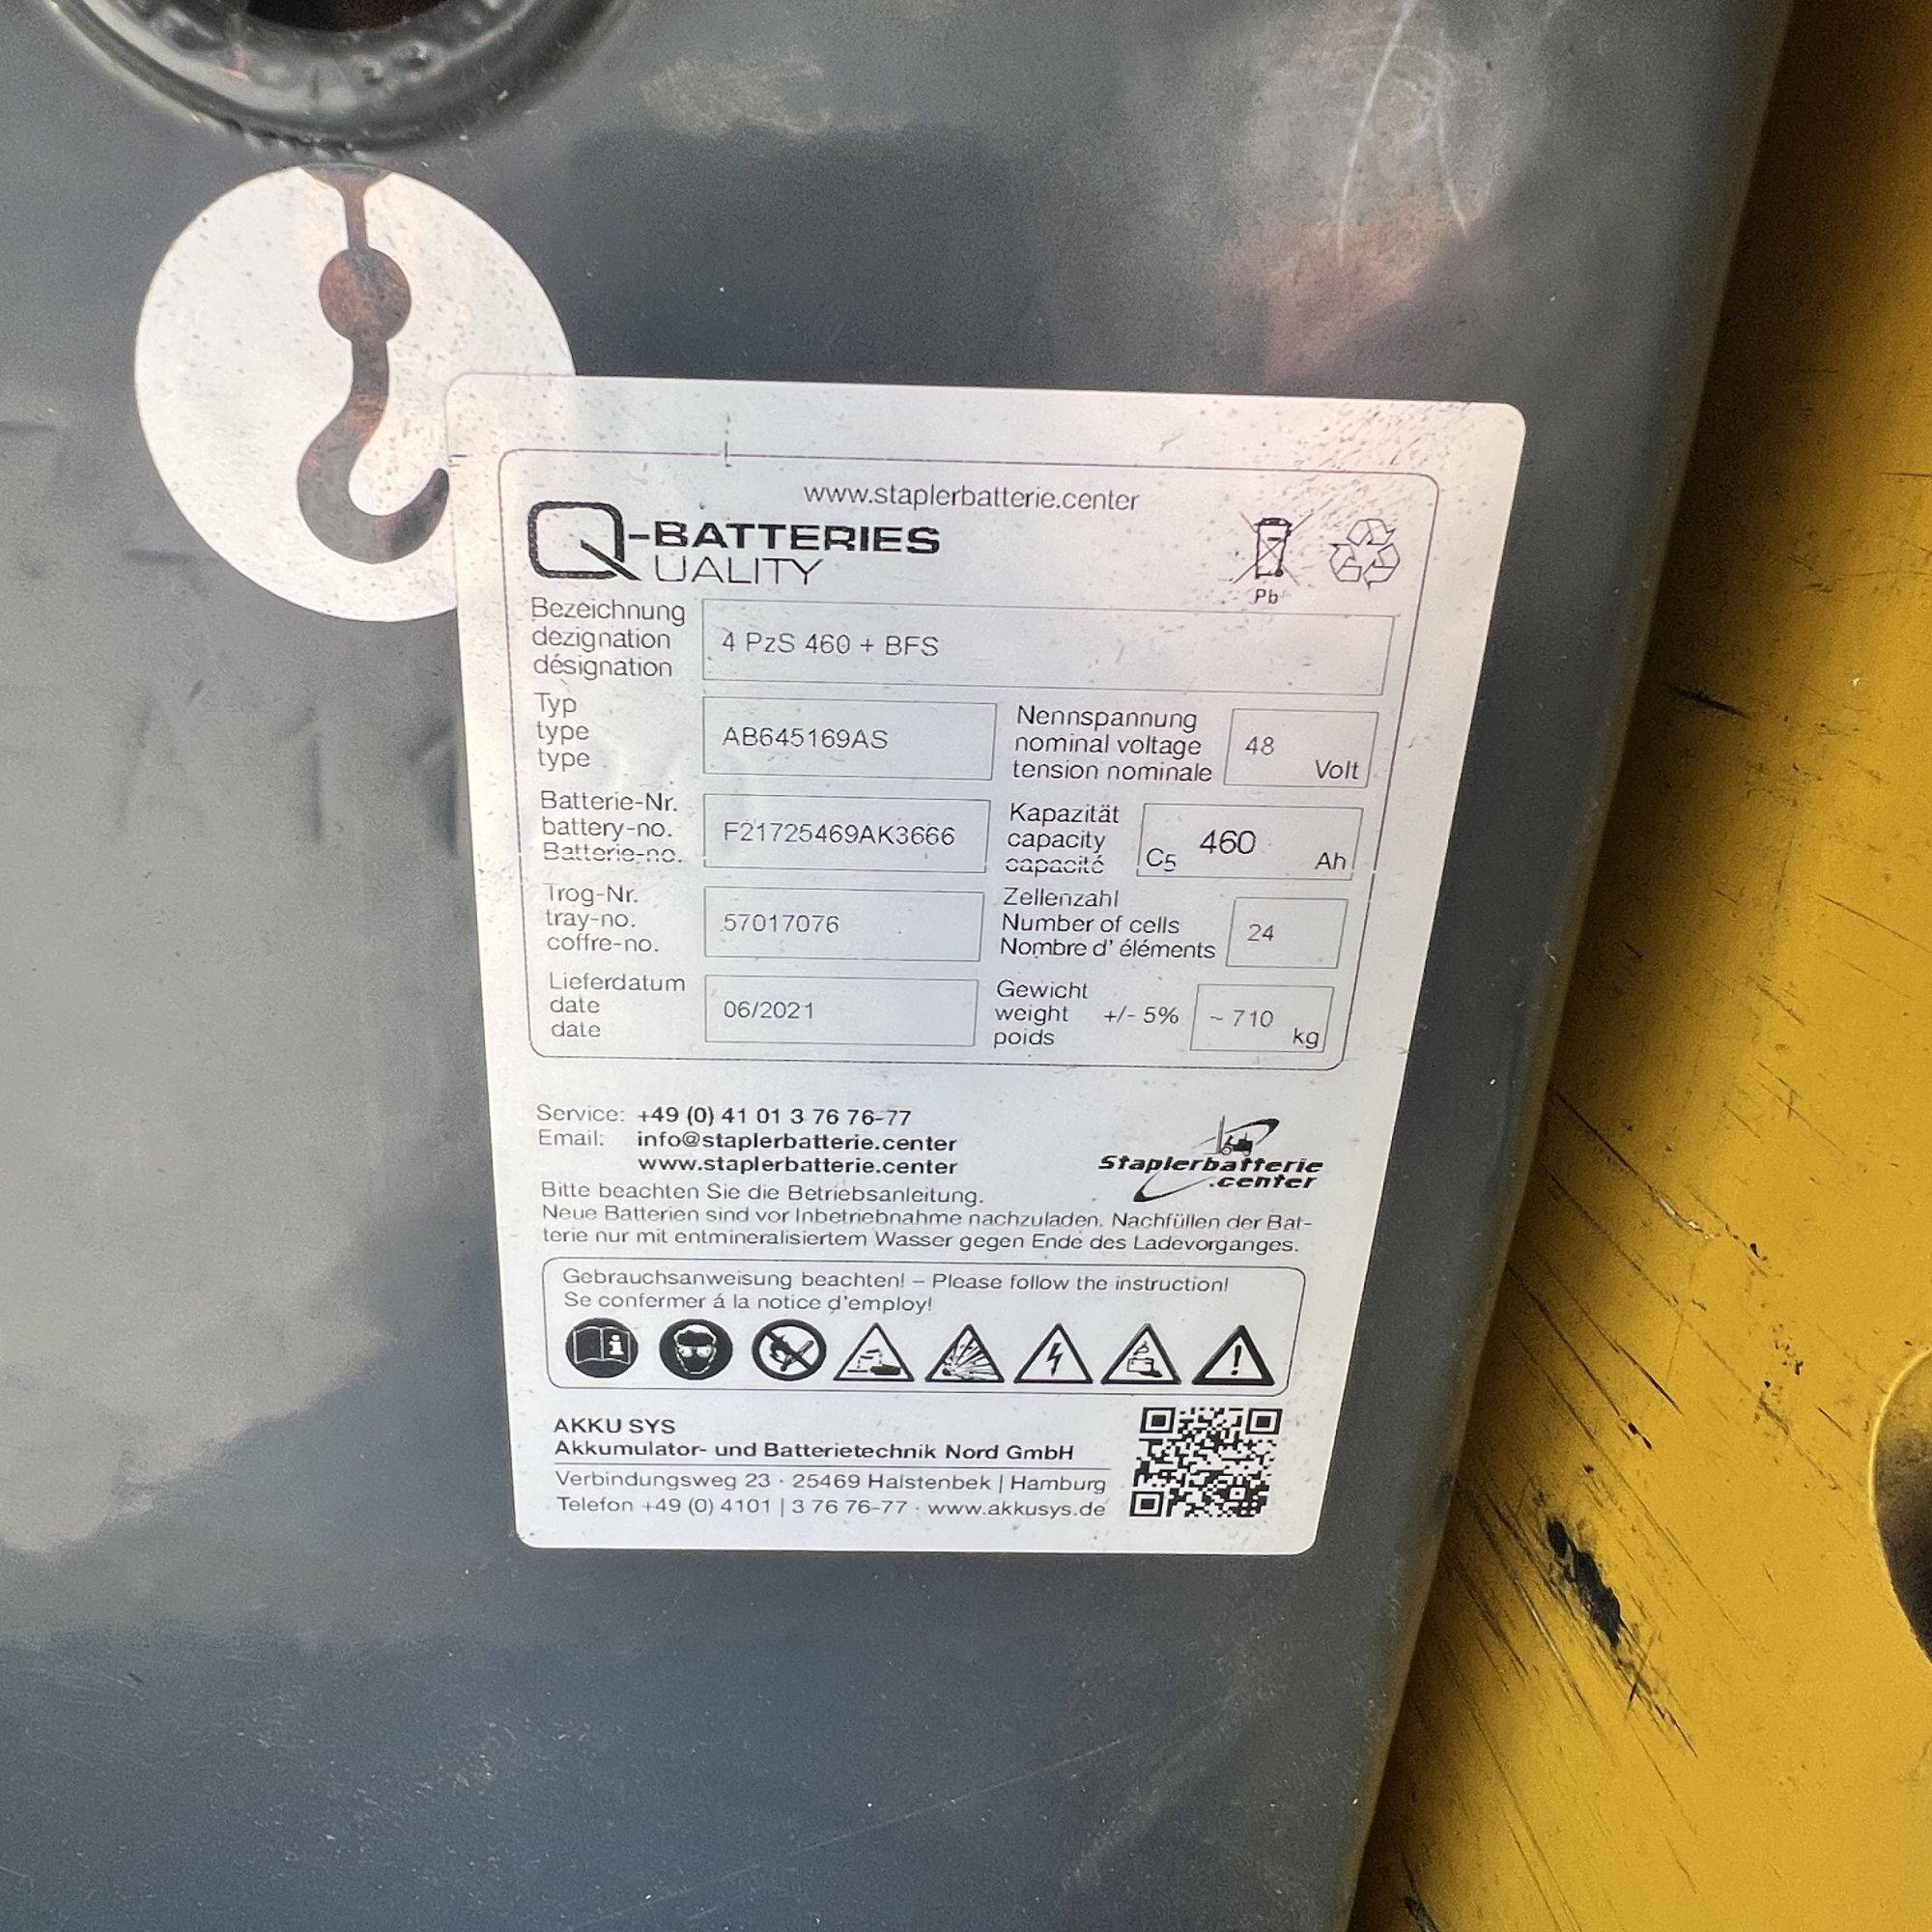 www.staplerbatterie.center
Q-BATTERIES
UALITY
Pb
Bezeichnung
dezignation
désignation
4 PzS 460 + BFS
Typ
type
type
AB645169AS
Nennspannung
nominal voltage
tension nominale
48 Volt
Batterie-Nr.
battery-no.
Batterie-no.
F21725469AK3666
Kapazität
capacity
capacité
C5 460 Ah
Trog-Nr.
tray-no.
coffre-no.
57017076
Zellenzahl
Number of cells
Nombre d' éléments
24
Lieferdatum
date
date
06/2021
Gewicht
weight +/- 5%
poids
~ 710 kg
Service: +49 (0) 41 01 3 76 76-77
Email: info@staplerbatterie.center
www.staplerbatterie.center
Staplerbatterie
.center
Bitte beachten Sie die Betriebsanleitung.
Neue Batterien sind vor Inbetriebnahme nachzuladen. Nachfüllen der Bat-
terie nur mit entmineralisiertem Wasser gegen Ende des Ladevorganges.
Gebrauchsanweisung beachten! – Please follow the instruction!
Se confermer á la notice d'employ!
AKKU SYS
Akkumulator- und Batterietechnik Nord GmbH
Verbindungsweg 23 · 25469 Halstenbek | Hamburg
Telefon +49 (0) 4101 | 3 76 76-77 · www.akkusys.de